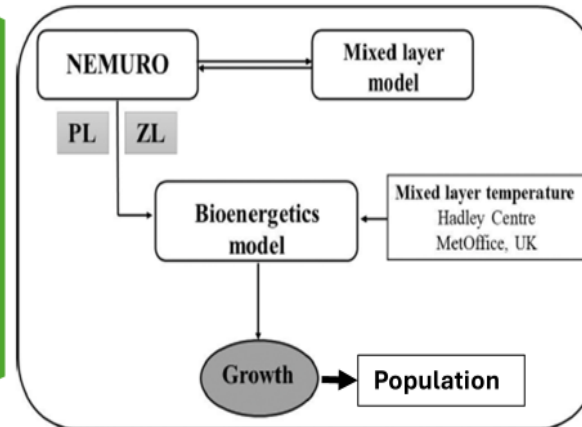 NEMURO
Mixed layer
model
PL
ZL
Bioenergetics
model
Mixed layer temperature
Hadley Centre
MetOffice, UK
Growth
Population